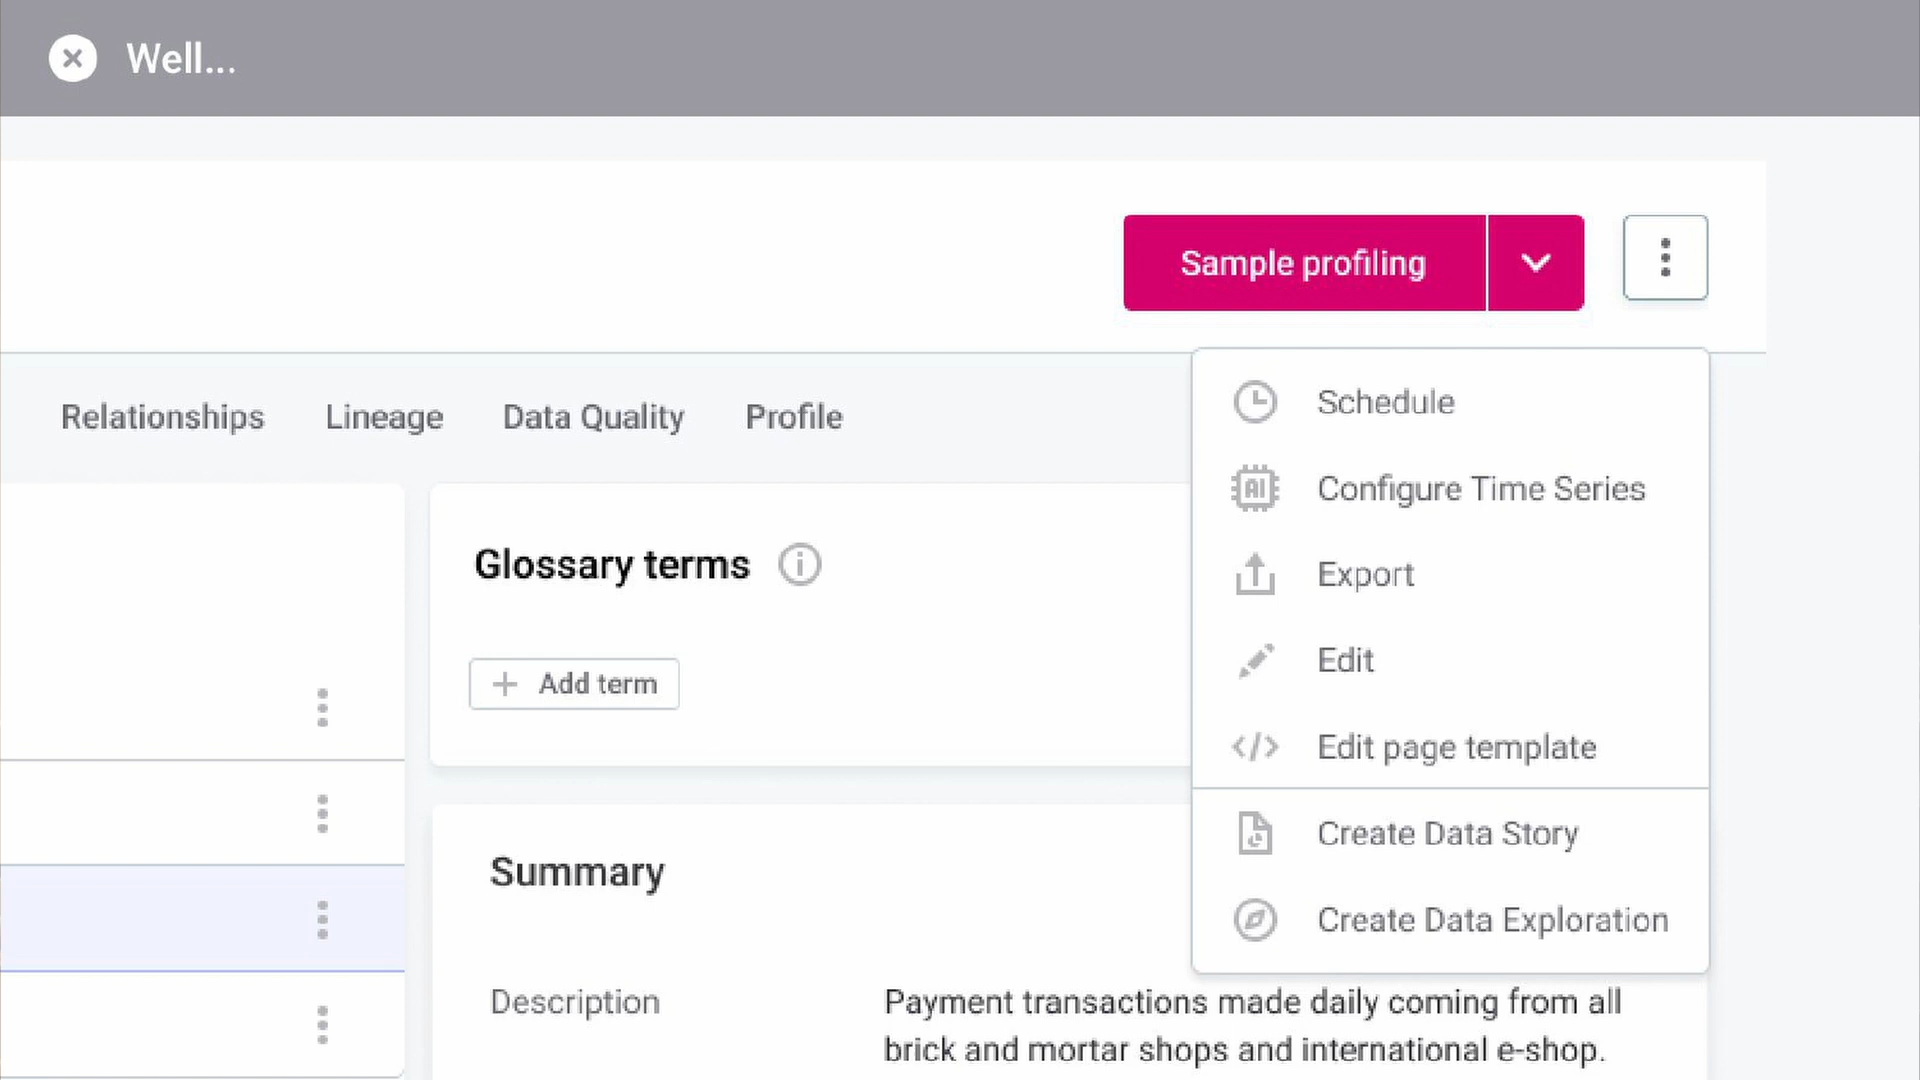 Well...
Sample profiling
Relationships Lineage Data Quality Profile
Schedule
AI Configure Time Series
Export
Edit
</> Edit page template
Create Data Story
Create Data Exploration
Glossary terms
+ Add term
Summary
Description
Payment transactions made daily coming from all
brick and mortar shops and international e-shop.